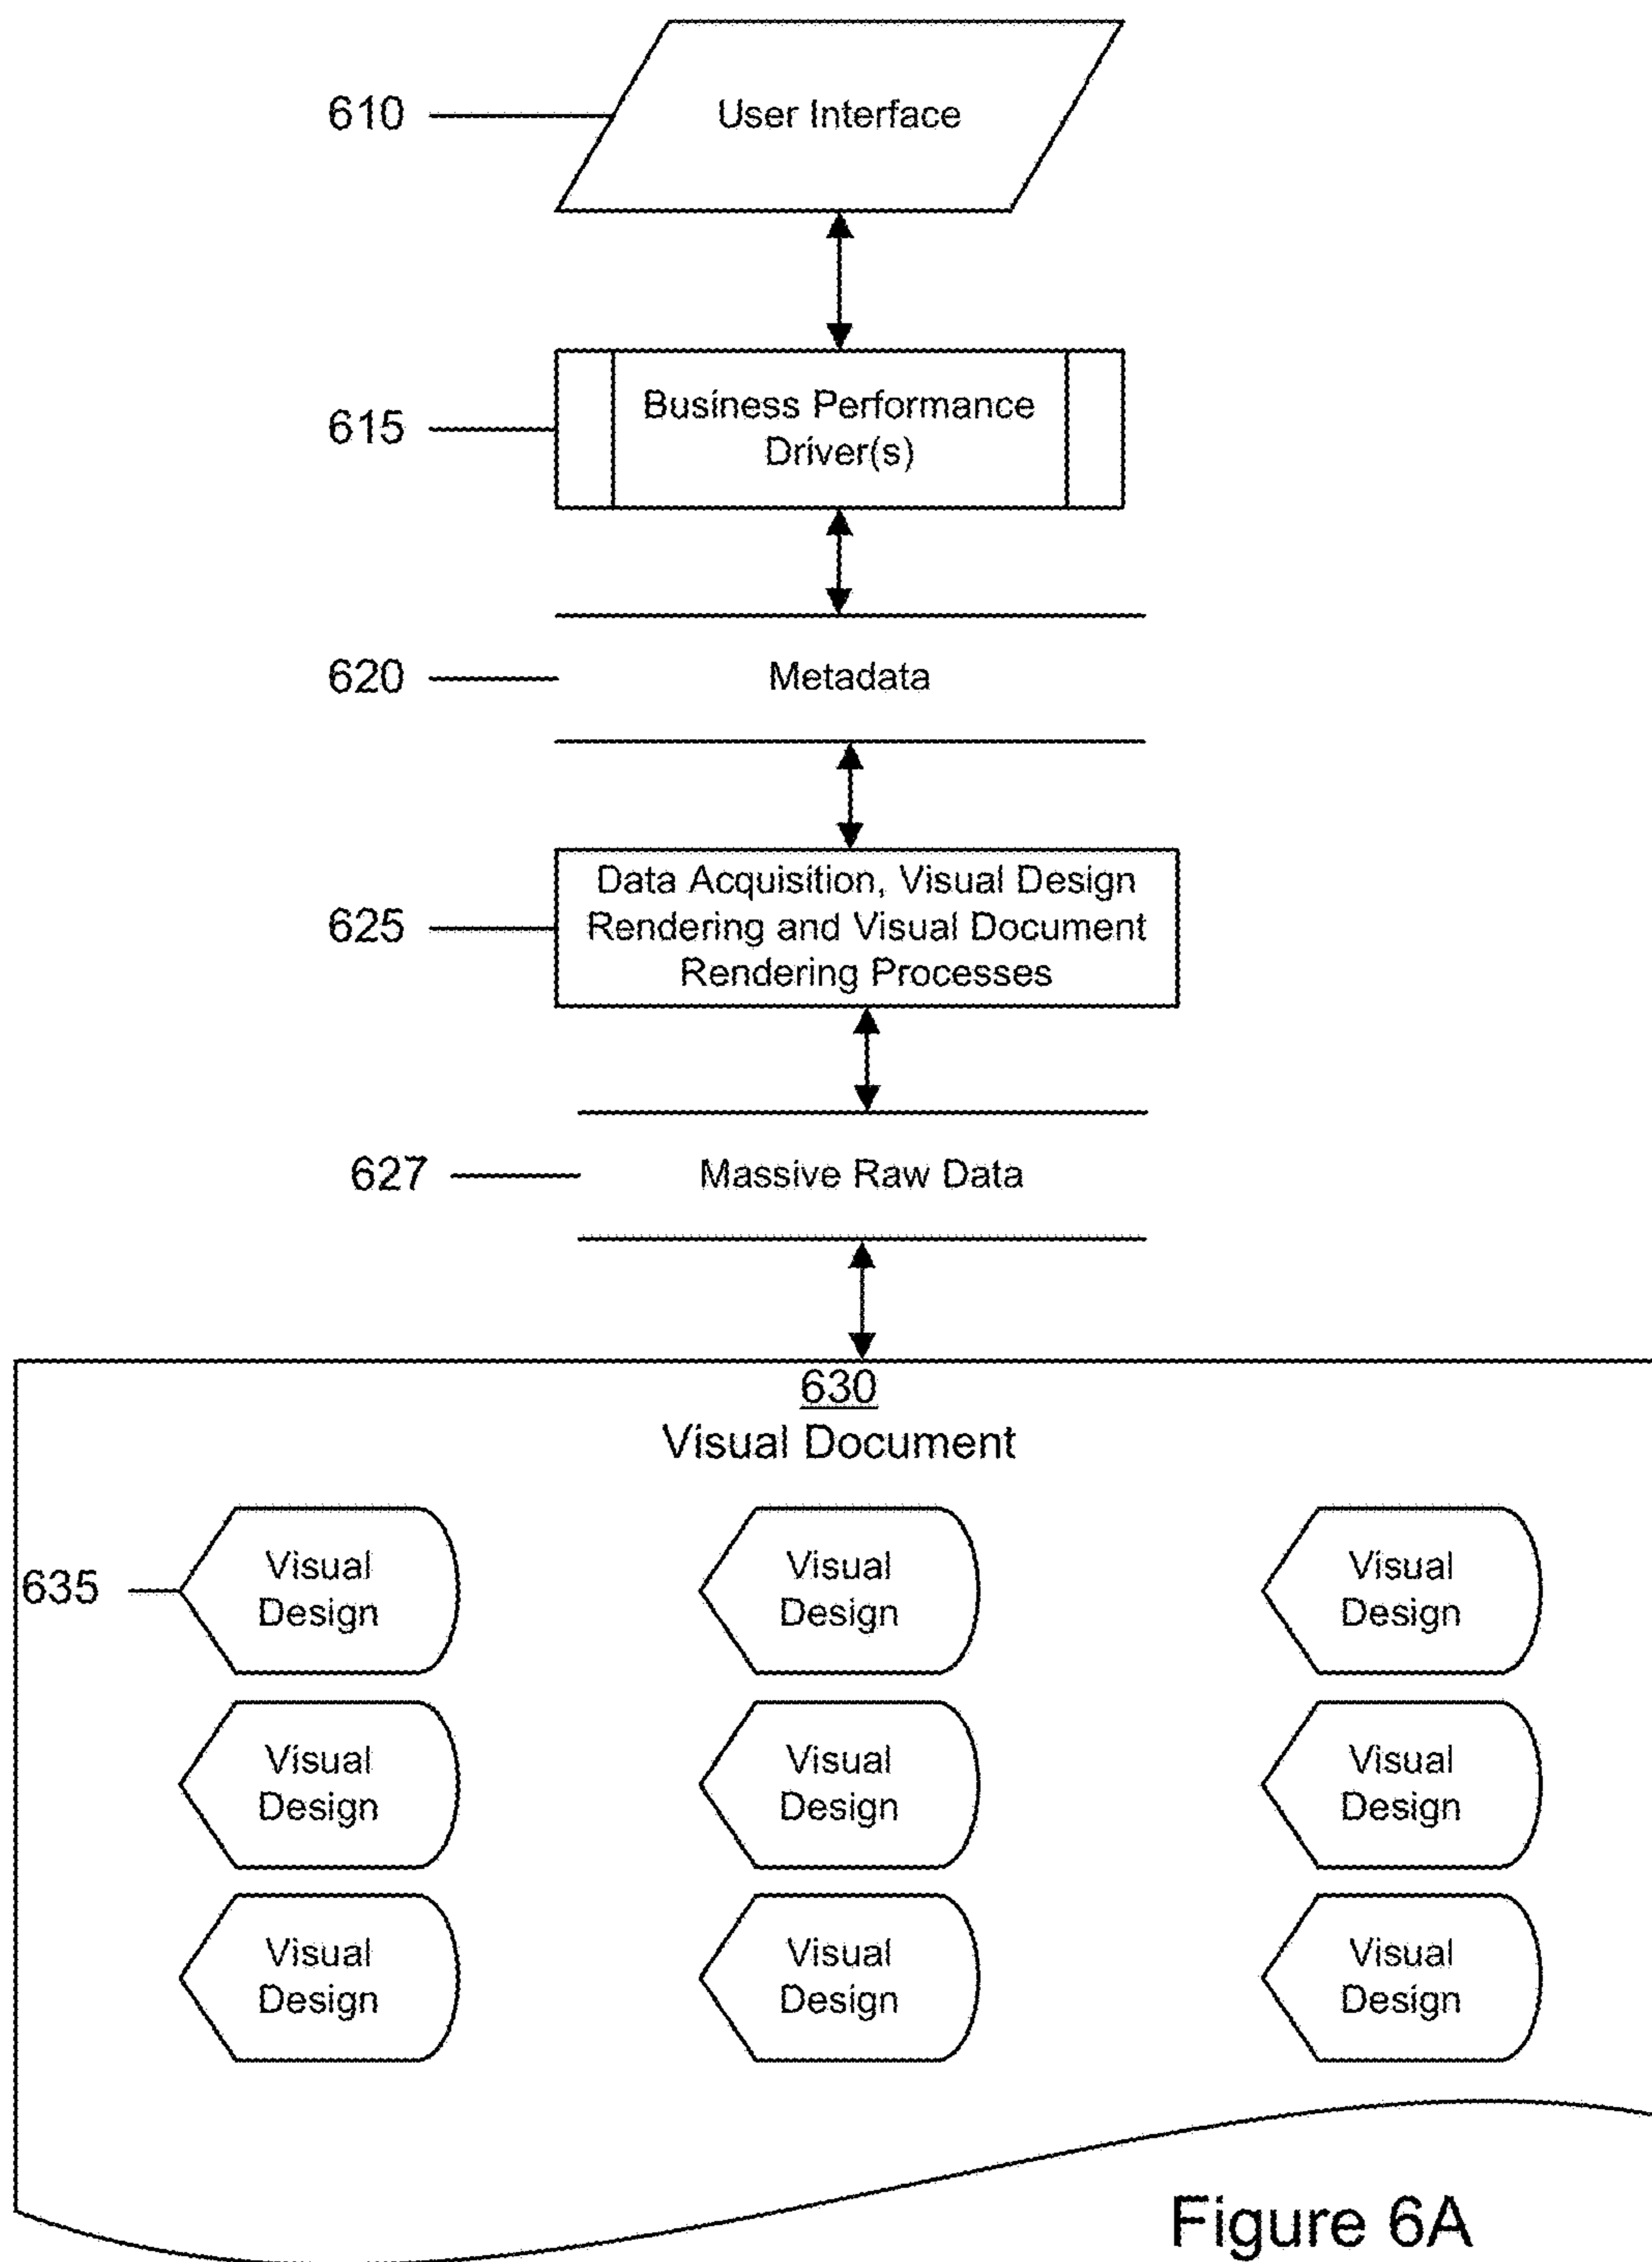 610
User Interface
615
Business Performance
Driver(s)
620
Metadata
625
Data Acquisition, Visual Design
Rendering and Visual Document
Rendering Processes
627
Massive Raw Data
630
Visual Document
635
Visual
Design
Visual
Design
Visual
Design
Visual
Design
Visual
Design
Visual
Design
Visual
Design
Visual
Design
Visual
Design
Figure 6A